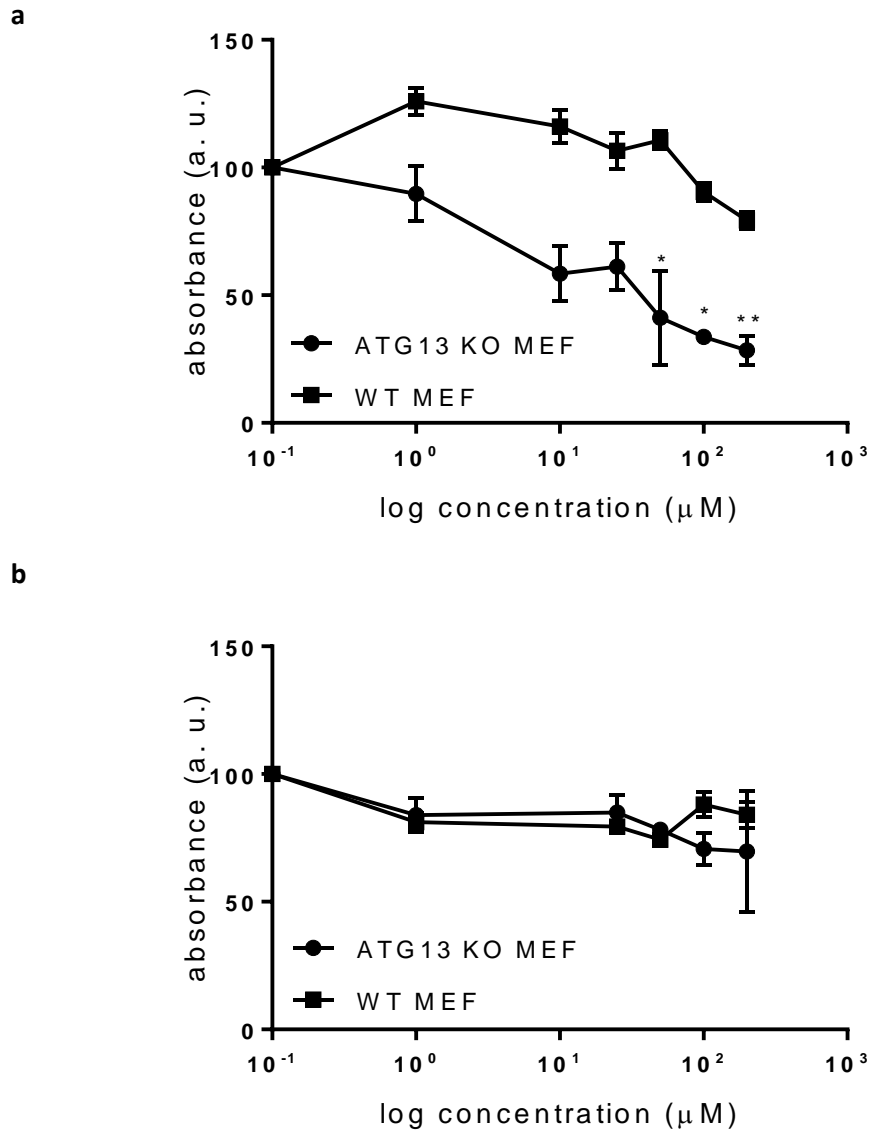 a
150
100
50
0
absorbance (a. u.)
*
*
**
ATG13 KO MEF
WT MEF
10⁻¹ 10⁰ 10¹ 10² 10³
log concentration (µM)
b
150
100
50
0
absorbance (a. u.)
ATG13 KO MEF
WT MEF
10⁻¹ 10⁰ 10¹ 10² 10³
log concentration (µM)